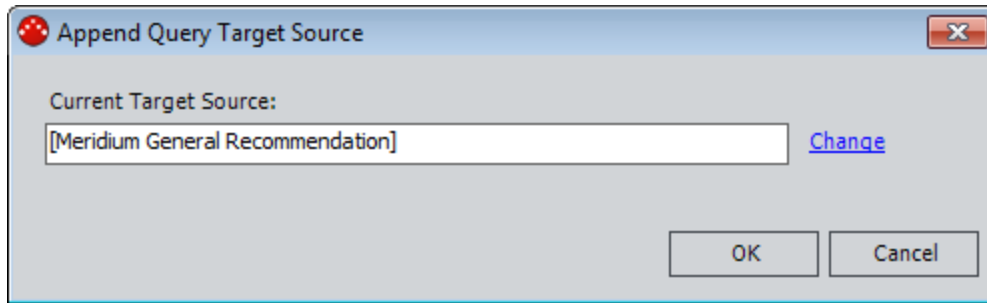 Append Query Target Source
Current Target Source:
[Meridium General Recommendation]
Change
OK
Cancel